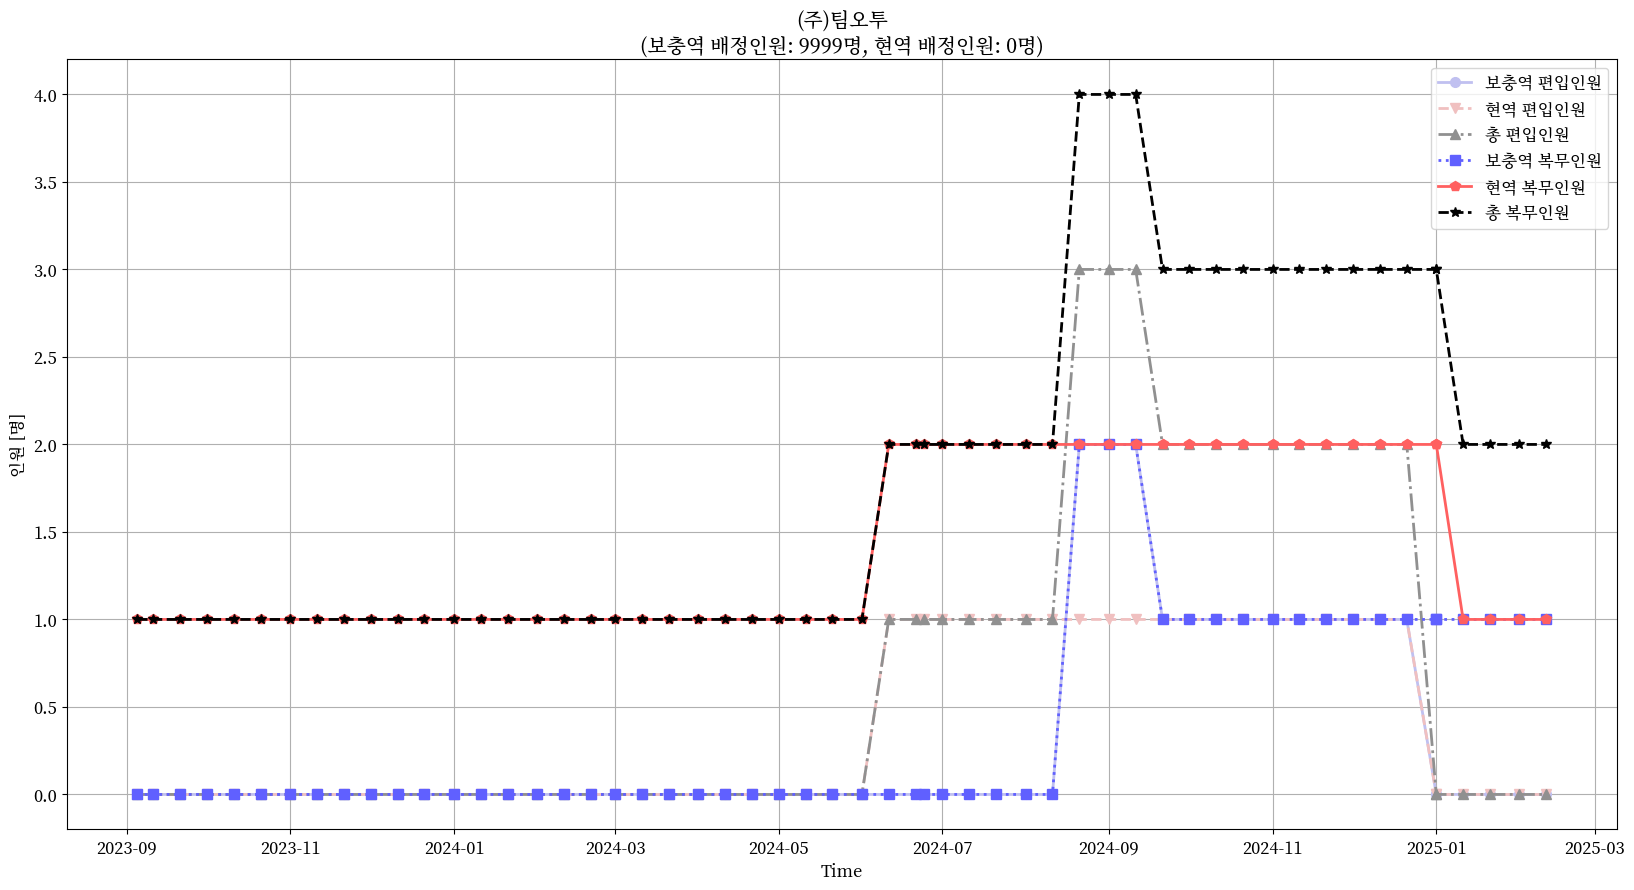 (주)팀오투
(보충역 배정인원: 9999명, 현역 배정인원: 0명)
보충역 편입인원
현역 편입인원
총 편입인원
보충역 복무인원
현역 복무인원
총 복무인원
4.0
3.5
3.0
2.5
2.0
1.5
1.0
0.5
0.0
인원 [명]
2023-09 2023-11 2024-01 2024-03 2024-05 2024-07 2024-09 2024-11 2025-01 2025-03
Time